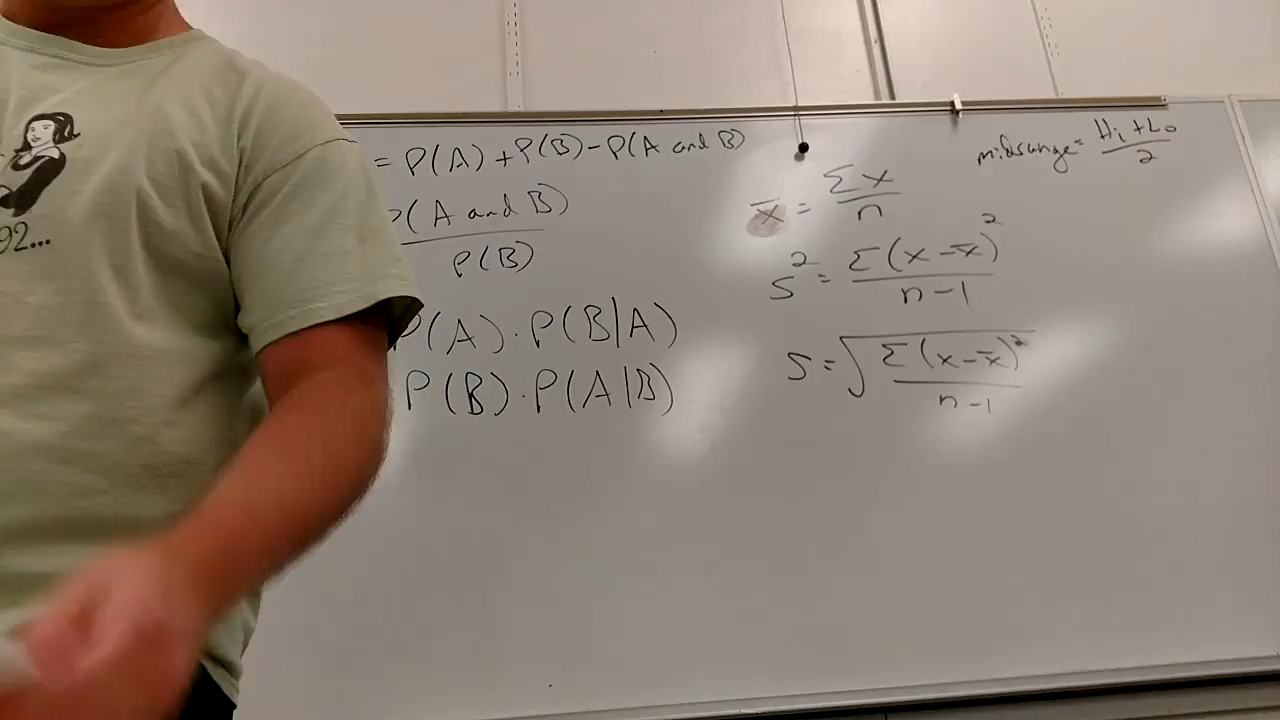 92...
= P(A) + P(B) - P(A and B)
P(A and B)
P(B)
P(A) · P(B|A)
P(B) · P(A|B)
x̄ = Σx / n
s² = Σ(x - x̄)² / n-1
s = √(Σ(x - x̄)² / n-1)
midrange = Hi + Lo / 2